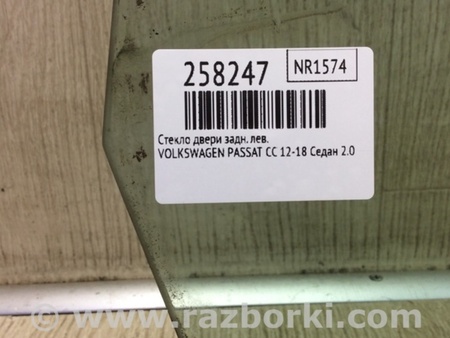 258247
NR1574
Стекло двери задн. лев.
VOLKSWAGEN PASSAT CC 12-18 Седан 2.0
www.razborki.com